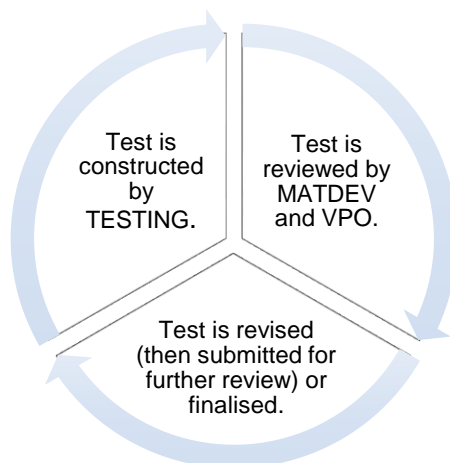 Test is
constructed
by
TESTING.
Test is
reviewed by
MATDEV
and VPO.
Test is revised
(then submitted for
further review) or
finalised.